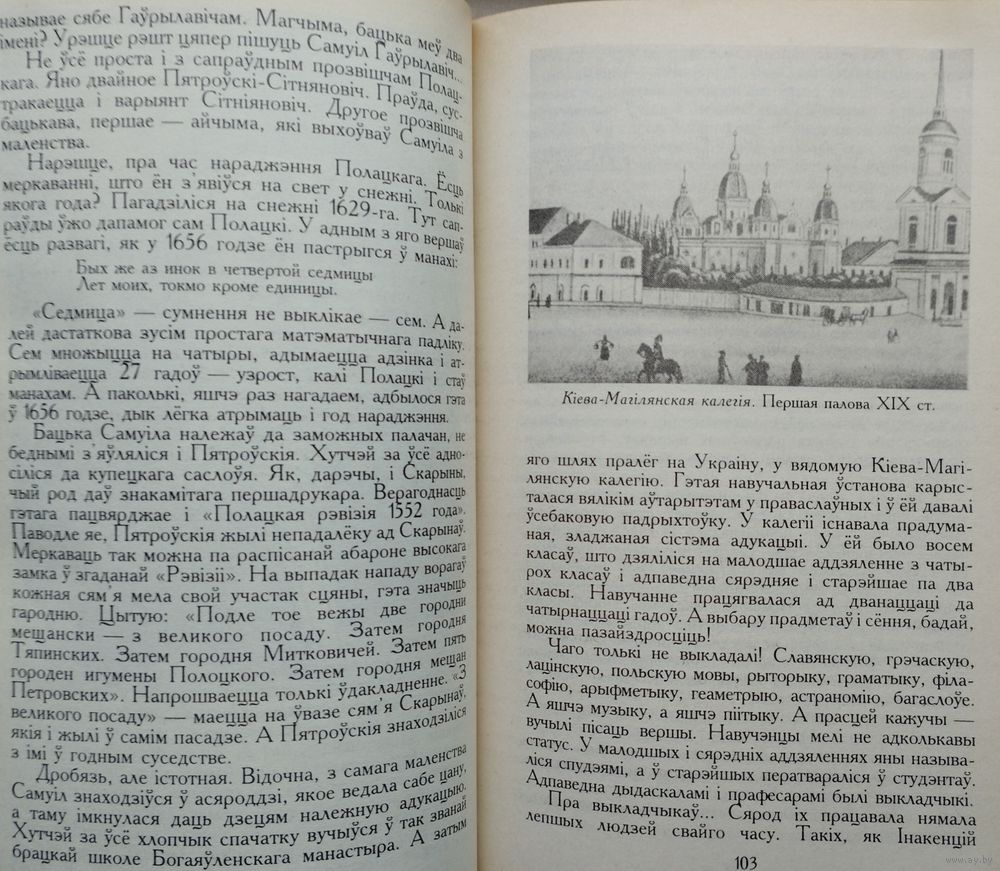 называе сябе Гаўрылавічам. Магчыма, бацька меў два
імені? Урэшце рэшт цяпер пішуць Самуіл Гаўрылавіч...
Не ўсё проста і з сапраўдным прозвішчам Полац-
кага. Яно двайное Пятроўскі-Сітняновіч. Праўда, сус-
тракаецца і варыянт Сітніяновіч. Другое прозвішча
бацькава, першае — айчыма, які выхоўваў Самуіла з
маленства.
Нарэшце, пра час нараджэння Полацкага. Ёсць
меркаванні, што ён з'явіўся на свет у снежні. Толькі
якога года? Пагадзіліся на снежні 1629-га. Тут сап-
раўды ўжо дапамог сам Полацкі. У адным з яго вершаў
ёсць развагі, як у 1656 годзе ён пастрыгся ў манахі:
Бых же аз инок в четвертой седмицы
Лет моих, токмо кроме единицы.
«Седмица» — сумнення не выклікае — сем. А да-
лей дастаткова зусім простага матэматычнага падліку.
Сем множыцца на чатыры, адымаецца адзінка і ат-
рымліваецца 27 гадоў — узрост, калі Полацкі і стаў
манахам. А паколькі, яшчэ раз нагадаем, адбылося гэта
ў 1656 годзе, дык лёгка атрымаць і год нараджэння.
Бацька Самуіла належаў да заможных палачан, не
беднымі з'яўляліся і Пятроўскія. Хутчэй за ўсё адно-
сіліся да купецкага саслоўя. Як, дарэчы, і Скарыны,
чый род даў знакамітага першадрукара. Верагоднасць
гэтага пацвярджае і «Полацкая рэвізія 1552 года».
Паводле яе, Пятроўскія жылі непадалёку ад Скарынаў.
Меркаваць так можна па распісанай абароне высокага
замка ў згаданай «Рэвізіі». На выпадак нападу ворагаў
кожная сям'я мела свой участак сцяны, гэта значыць
гародню. Цытую: «Подле тое вежы две городни
мещански — з великого посаду. Затем городня
Тяпинских. Затем городня Митковичей. Затем пять
городен игумены Полоцкого. Затем городня мещан
Петровских». Напрошваецца толькі ўдакладненне. «З
великого посаду» — маецца на ўвазе сям'я Скарынаў,
якія і жылі ў самім пасадзе. А Пятроўскія знаходзіліся
з імі ў годным суседстве.
Дробязь, але істотная. Відочна, з самага маленства
Самуіл знаходзіўся ў асяроддзі, якое ведала сабе цану,
а таму імкнулася даць дзецям належную адукацыю.
Хутчэй за ўсё хлопчык спачатку вучыўся ў так званай
брацкай школе Богаяўленскага манастыра. А затым
Кіева-Магілянская калегія. Першая палова XIX ст.
яго шлях пралёг на Украіну, у вядомую Кіева-Магі-
лянскую калегію. Гэтая навучальная ўстанова карыс-
талася вялікім аўтарытэтам у праваслаўных і ў ёй давалі
ўсебаковую падрыхтоўку. У калегіі існавала прадума-
ная, зладжаная сістэма адукацыі. У ёй было восем
класаў, што дзяліліся на малодшае аддзяленне з чаты-
рох класаў і адпаведна сярэдняе і старэйшае па два
класы. Навучанне працягвалася ад дванаццаці да
чатырнаццаці гадоў. А выбару прадметаў і сёння, бадай,
можна пазайздросціць!
Чаго толькі не выкладалі! Славянскую, грэчаскую,
лацінскую, польскую мовы, рыторыку, граматыку, філа-
софію, арыфметыку, геаметрыю, астраномію, багаслоўе.
А яшчэ музыку, а яшчэ піітыку. А прасцей кажучы —
вучылі пісаць вершы. Навучэнцы мелі не адколькавы
статус. У малодшых і сярэдніх аддзяленнях яны называ-
ліся спудэямі, а ў старэйшых ператвараліся ў студэнтаў.
Адпаведна дыдаскаламі і прафесарамі былі выкладчыкі.
Пра выкладчыкаў... Сярод іх працавала нямала
лепшых людзей свайго часу. Такіх, як Інакенцій
103
www.ay.by